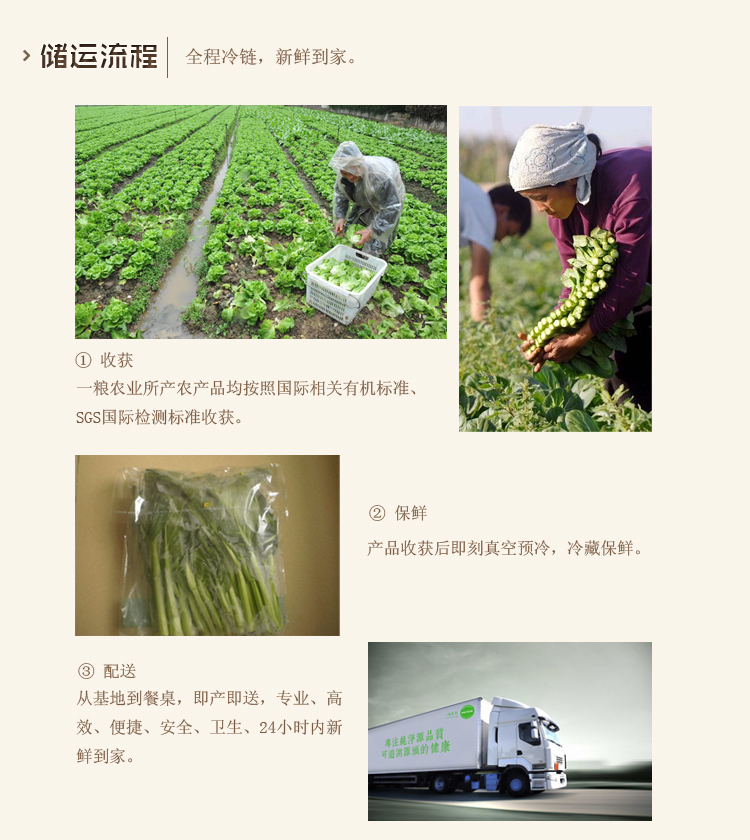 储运流程
全程冷链，新鲜到家。
① 收获
一粮农业所产农产品均按照国际相关有机标准、
SGS国际检测标准收获。
② 保鲜
产品收获后即刻真空预冷，冷藏保鲜。
③ 配送
从基地到餐桌，即产即送，专业、高
效、便捷、安全、卫生、24小时内新
鲜到家。
專注純淨源品質
可追溯源頭的健康